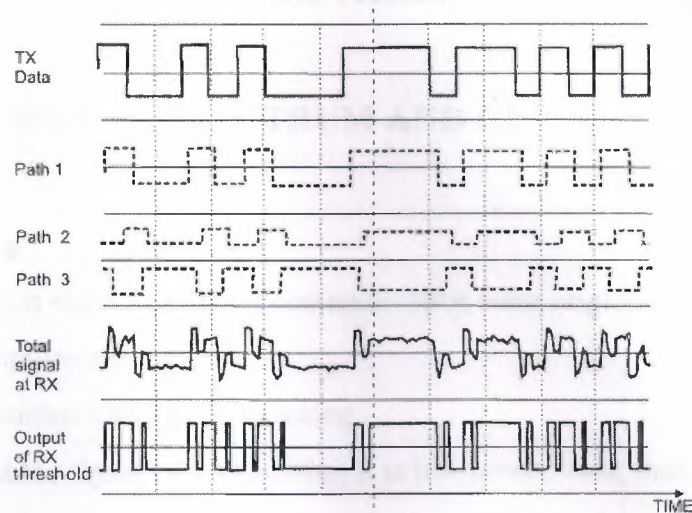 TX
Data
Path 1
Path 2
Path 3
Total
signal
at RX
Output
of RX
threshold
TIME